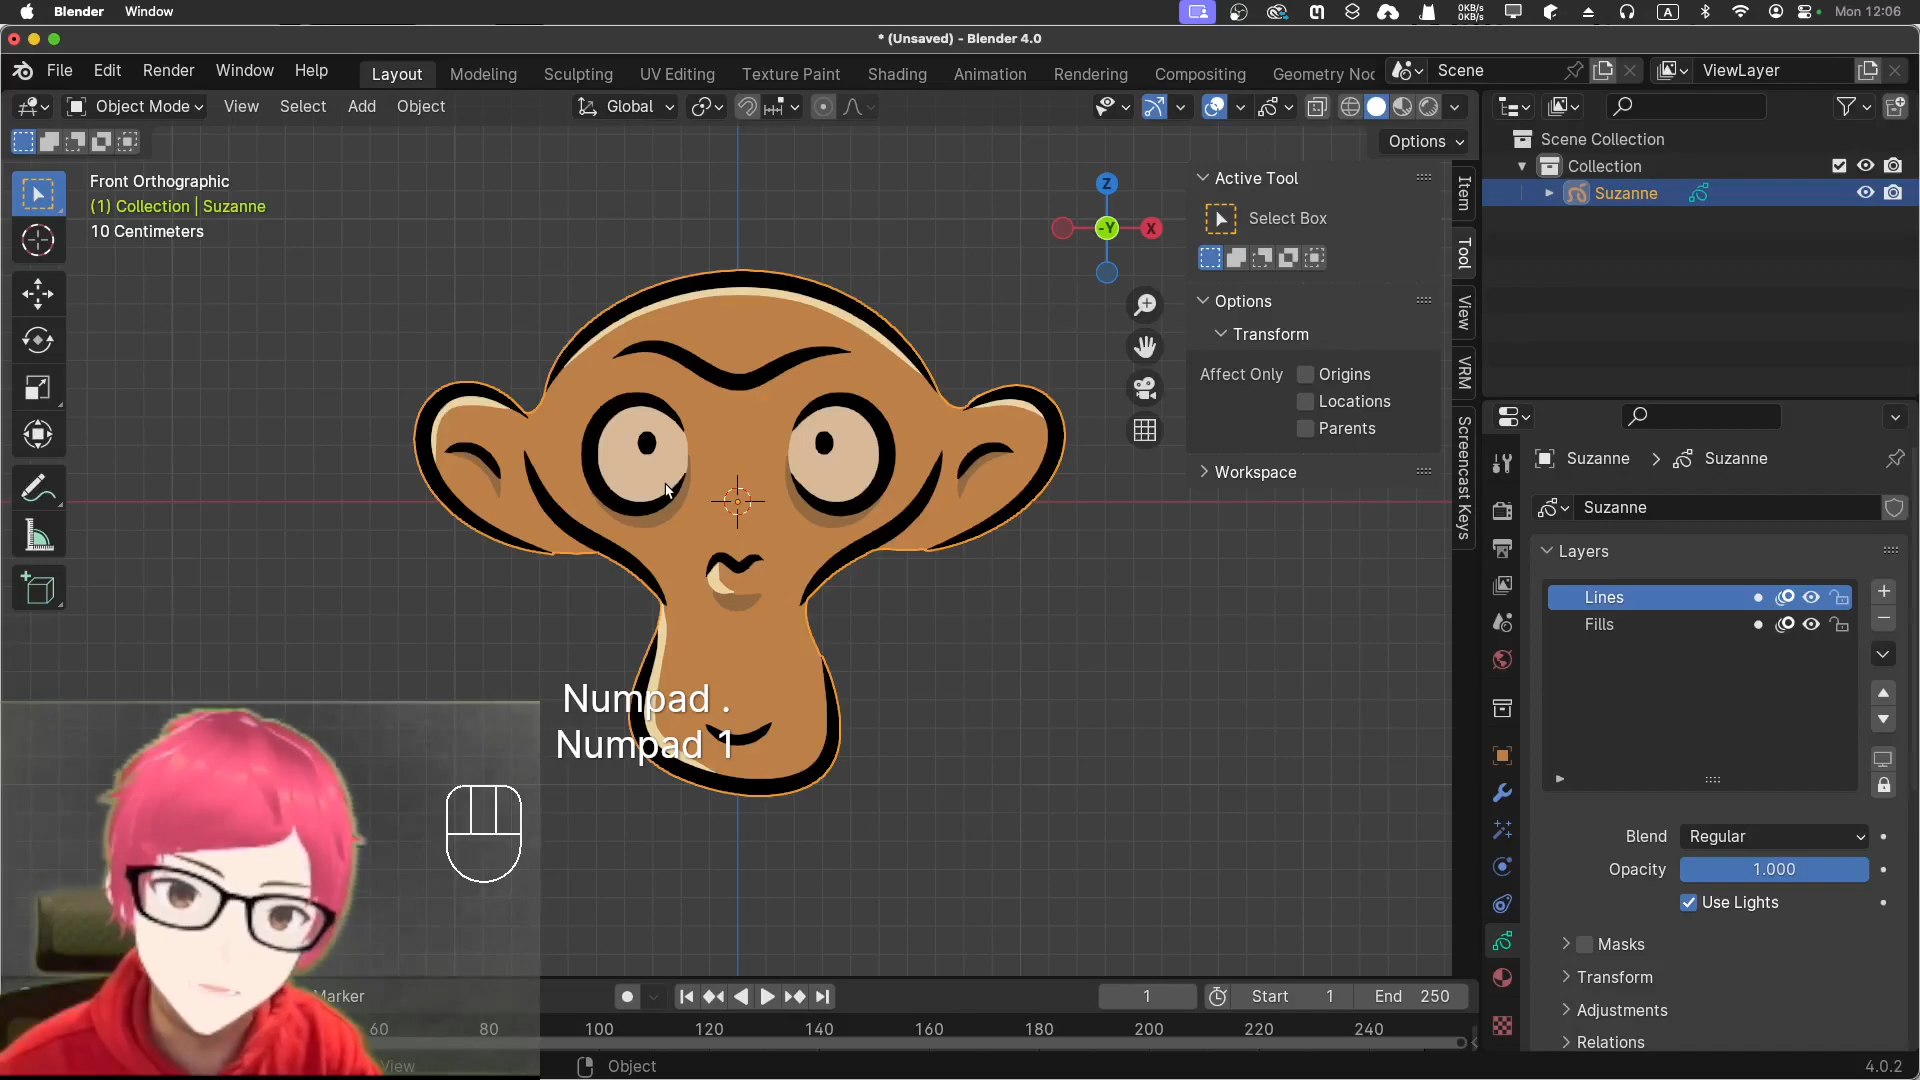 Blender Window
0KB/s
0KB/s
A
Mon 12:06
* (Unsaved) - Blender 4.0
File Edit Render Window Help
Layout Modeling Sculpting UV Editing Texture Paint Shading Animation Rendering Compositing Geometry Noc
Scene
ViewLayer
Object Mode View Select Add Object
Global
Options
Front Orthographic
(1) Collection | Suzanne
10 Centimeters
Z
-Y
X
Active Tool
Select Box
Options
Transform
Affect Only Origins
Locations
Parents
Workspace
Item
Tool
View
VRM
Screencast Keys
Scene Collection
Collection
Suzanne
Suzanne > Suzanne
Suzanne
Layers
Lines
Fills
Blend Regular
Opacity 1.000
Use Lights
Masks
Transform
Adjustments
Relations
Numpad .
Numpad 1
Marker
1 Start 1 End 250
60 80 100 120 140 160 180 200 220 240
View
Object
4.0.2